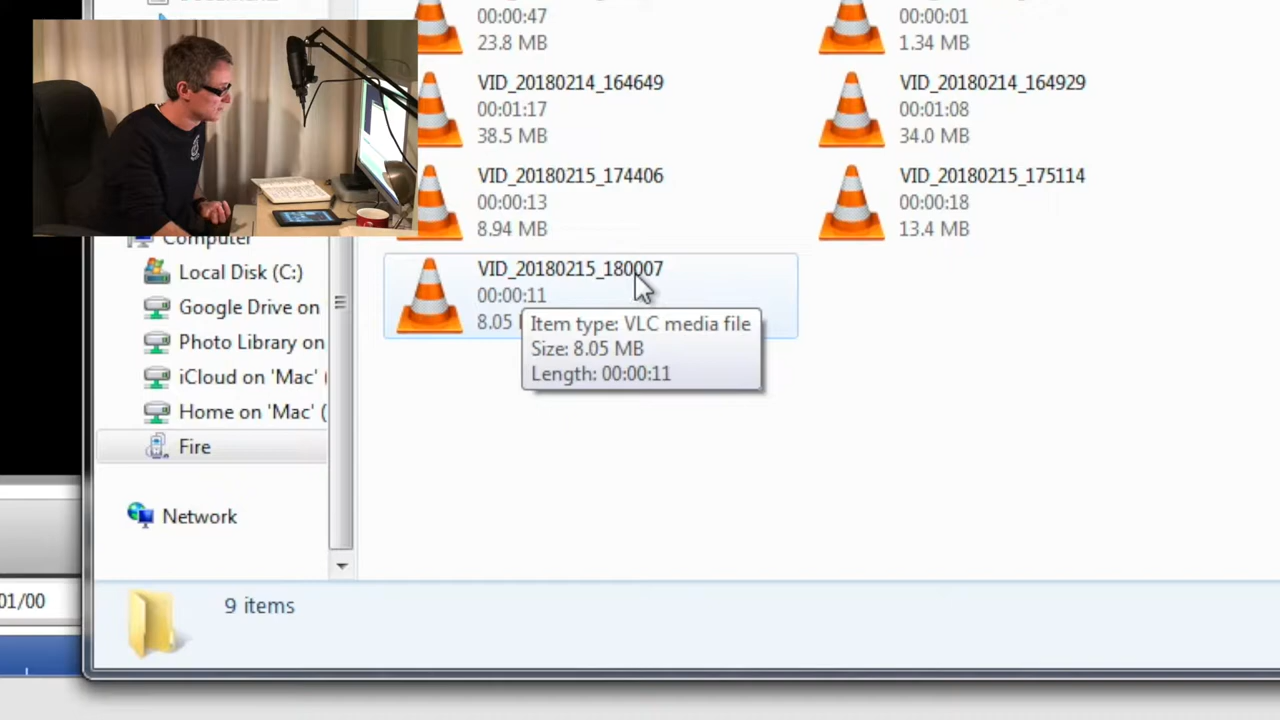 00:00:47
23.8 MB
00:00:01
1.34 MB
VID_20180214_164649
00:01:17
38.5 MB
VID_20180214_164929
00:01:08
34.0 MB
VID_20180215_174406
00:00:13
8.94 MB
VID_20180215_175114
00:00:18
13.4 MB
VID_20180215_180007
00:00:11
8.05
Item type: VLC media file
Size: 8.05 MB
Length: 00:00:11
Computer
Local Disk (C:)
Google Drive on
Photo Library on
iCloud on 'Mac' (
Home on 'Mac' (
Fire
Network
9 items
01/00